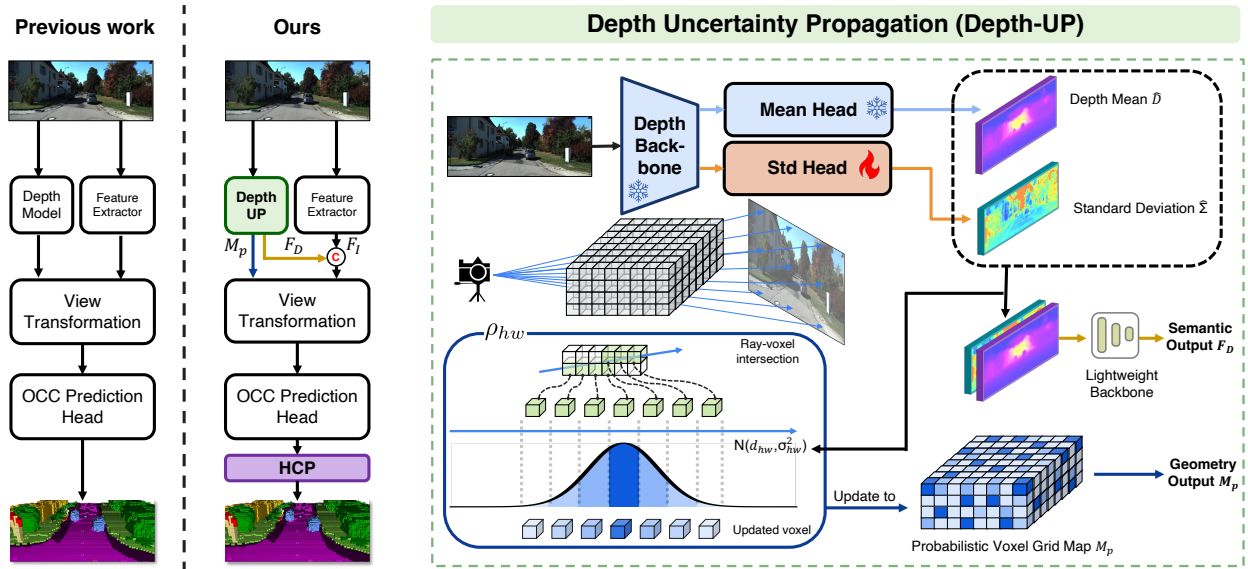 Previous work
Depth
Model
Feature
Extractor
View
Transformation
OCC Prediction
Head
Ours
Depth
UP
Feature
Extractor
M_p
F_D
F_I
C
View
Transformation
OCC Prediction
Head
HCP
Depth Uncertainty Propagation (Depth-UP)
Depth
Back-
bone
Mean Head
Std Head
Depth Mean D̂
Standard Deviation Σ̂
ρ_hw
Ray-voxel
intersection
N(d_hw,σ²_hw)
Updated voxel
Update to
Lightweight
Backbone
Semantic
Output F_D
Probabilistic Voxel Grid Map M_p
Geometry
Output M_p